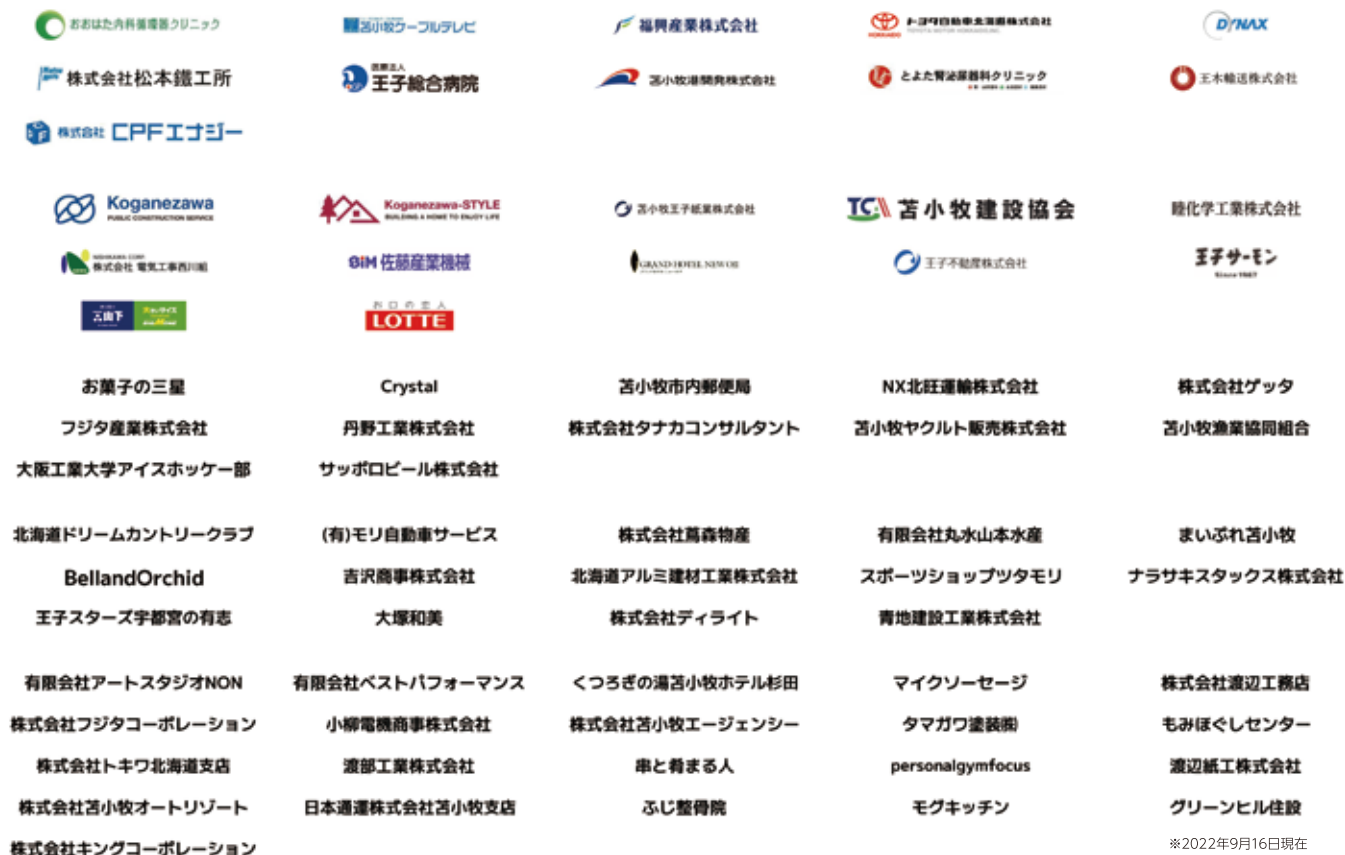 おおはた内科循環器クリニック
苫小牧ケーブルテレビ
福興産業株式会社
トヨタ自動車北海道株式会社
DYNAX
株式会社松本鐵工所
医療法人
王子総合病院
苫小牧港開発株式会社
とよた腎泌尿器科クリニック
王木輸送株式会社
株式会社 CPFエナジー
Koganezawa
PUBLIC CONSTRUCTION SERVICE
Koganezawa-STYLE
BUILDING A HOME TO ENJOY LIFE
苫小牧王子紙業株式会社
TCA 苫小牧建設協会
睦化学工業株式会社
NISHIKAWA CORP.
株式会社 電気工事西川組
SIM 佐藤産業機械
GRAND HOTEL NEW OJI
王子不動産株式会社
王子サーモン
Since 1967
山下
お口の恋人
LOTTE
お菓子の三星
Crystal
苫小牧市内郵便局
NX北旺運輸株式会社
株式会社ゲッタ
フジタ産業株式会社
丹野工業株式会社
株式会社タナカコンサルタント
苫小牧ヤクルト販売株式会社
苫小牧漁業協同組合
大阪工業大学アイスホッケー部
サッポロビール株式会社
北海道ドリームカントリークラブ
(有)モリ自動車サービス
株式会社蔦森物産
有限会社丸水山本水産
まいぷれ苫小牧
BellandOrchid
吉沢商事株式会社
北海道アルミ建材工業株式会社
スポーツショップツタモリ
ナラサキスタックス株式会社
王子スターズ宇都宮の有志
大塚和美
株式会社ディライト
青地建設工業株式会社
有限会社アートスタジオNON
有限会社ベストパフォーマンス
くつろぎの湯苫小牧ホテル杉田
マイクソーセージ
株式会社渡辺工務店
株式会社フジタコーポレーション
小柳電機商事株式会社
株式会社苫小牧エージェンシー
タマガワ塗装㈱
もみほぐしセンター
株式会社トキワ北海道支店
渡部工業株式会社
串と肴まる人
personalgymfocus
渡辺紙工株式会社
株式会社苫小牧オートリゾート
日本通運株式会社苫小牧支店
ふじ整骨院
モグキッチン
グリーンヒル住設
株式会社キングコーポレーション
※2022年9月16日現在